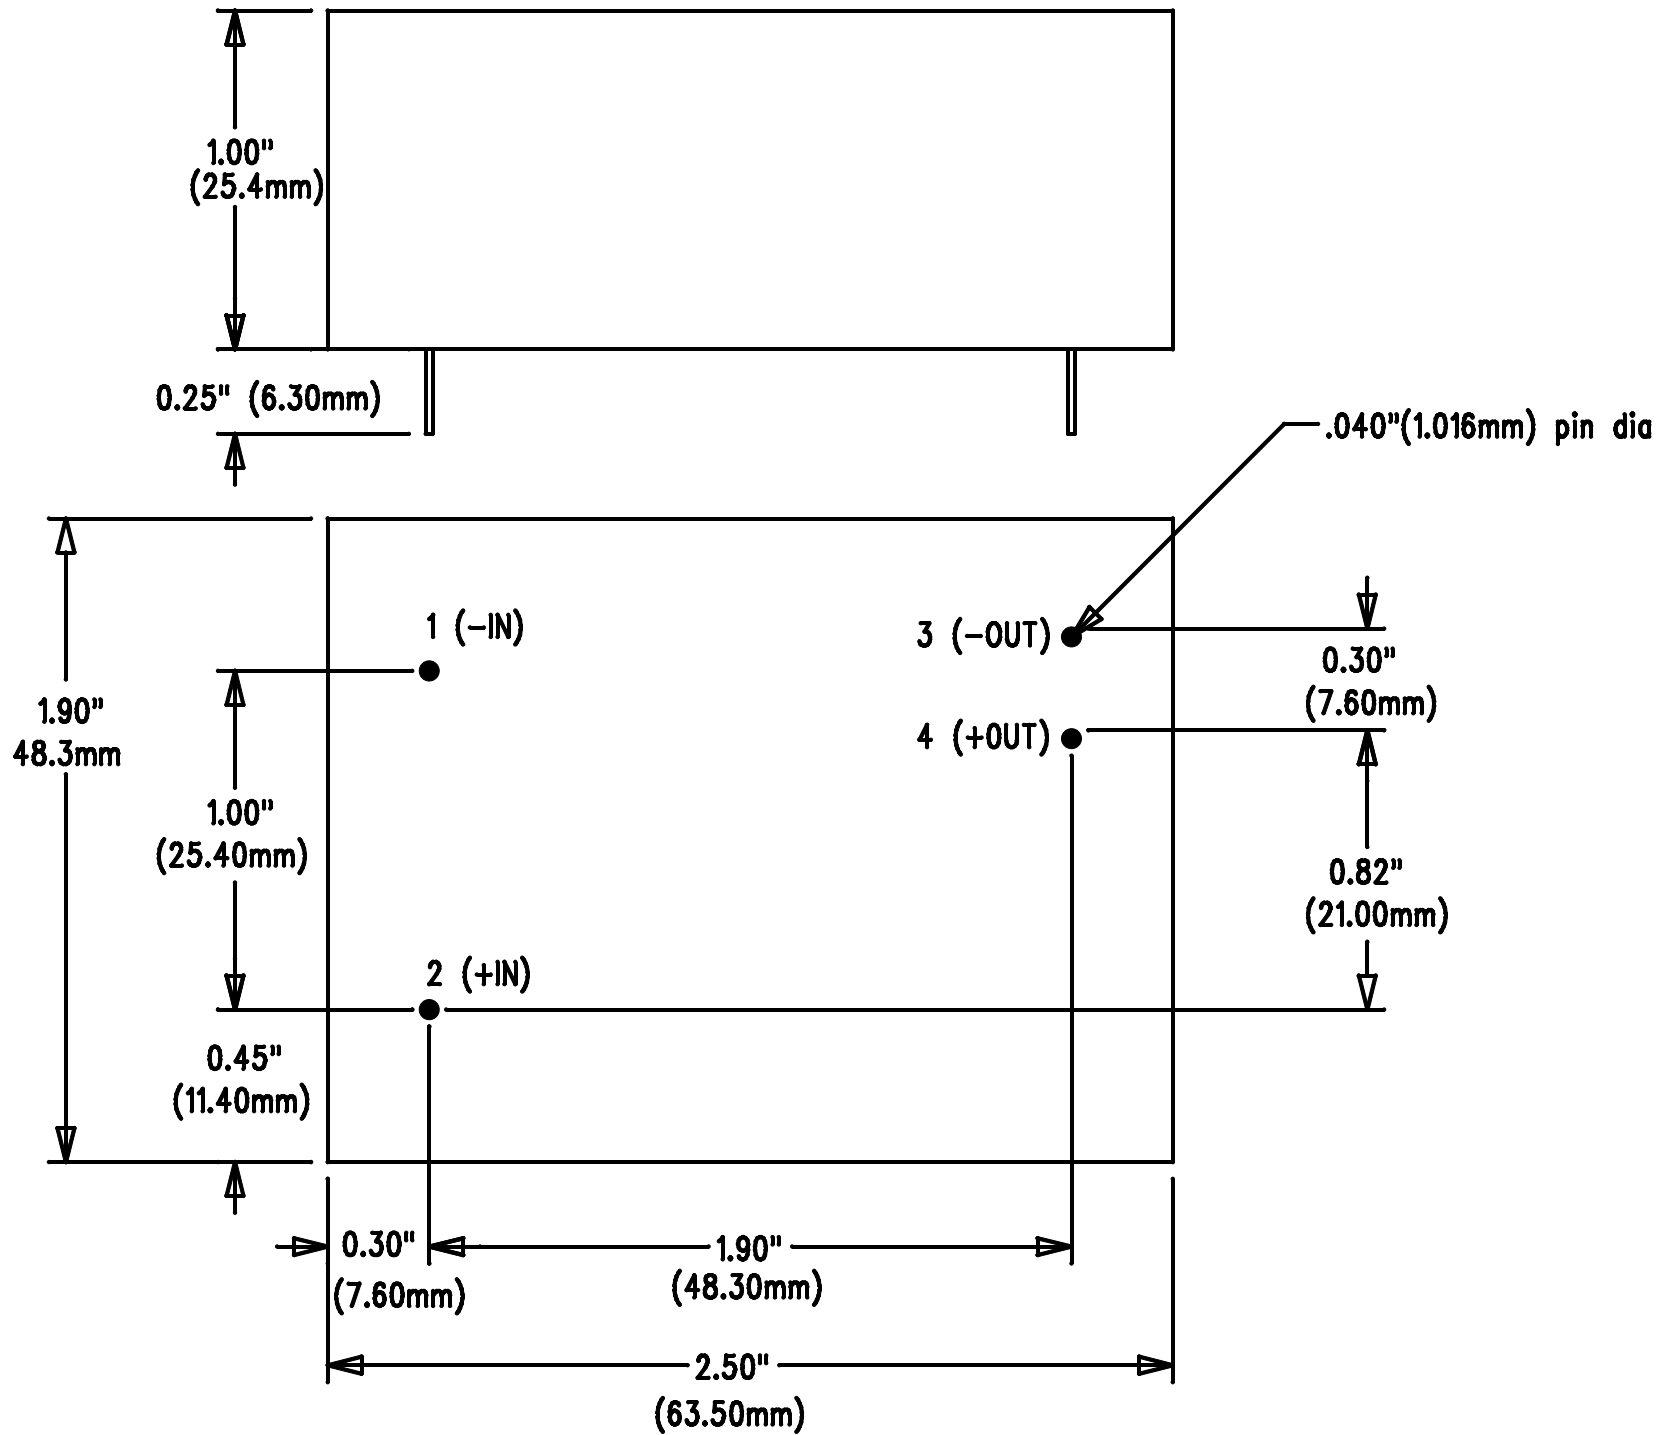 1.00"
(25.4mm)
0.25" (6.30mm)
.040"(1.016mm) pin dia
1 (-IN)
3 (-OUT)
0.30"
(7.60mm)
1.90"
48.3mm
4 (+OUT)
1.00"
(25.40mm)
0.82"
(21.00mm)
2 (+IN)
0.45"
(11.40mm)
0.30"
(7.60mm)
1.90"
(48.30mm)
2.50"
(63.50mm)